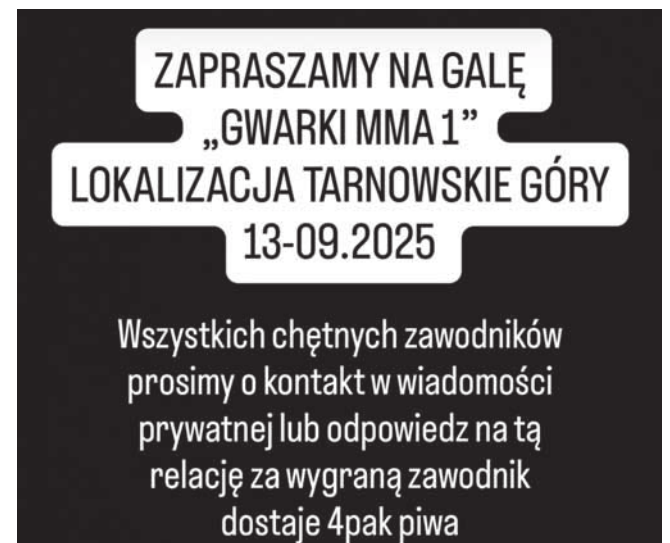 ZAPRASZAMY NA GALĘ
„GWARKI MMA 1”
LOKALIZACJA TARNOWSKIE GÓRY
13-09.2025
Wszystkich chętnych zawodników
prosimy o kontakt w wiadomości
prywatnej lub odpowiedz na tą
relację za wygraną zawodnik
dostaje 4pak piwa